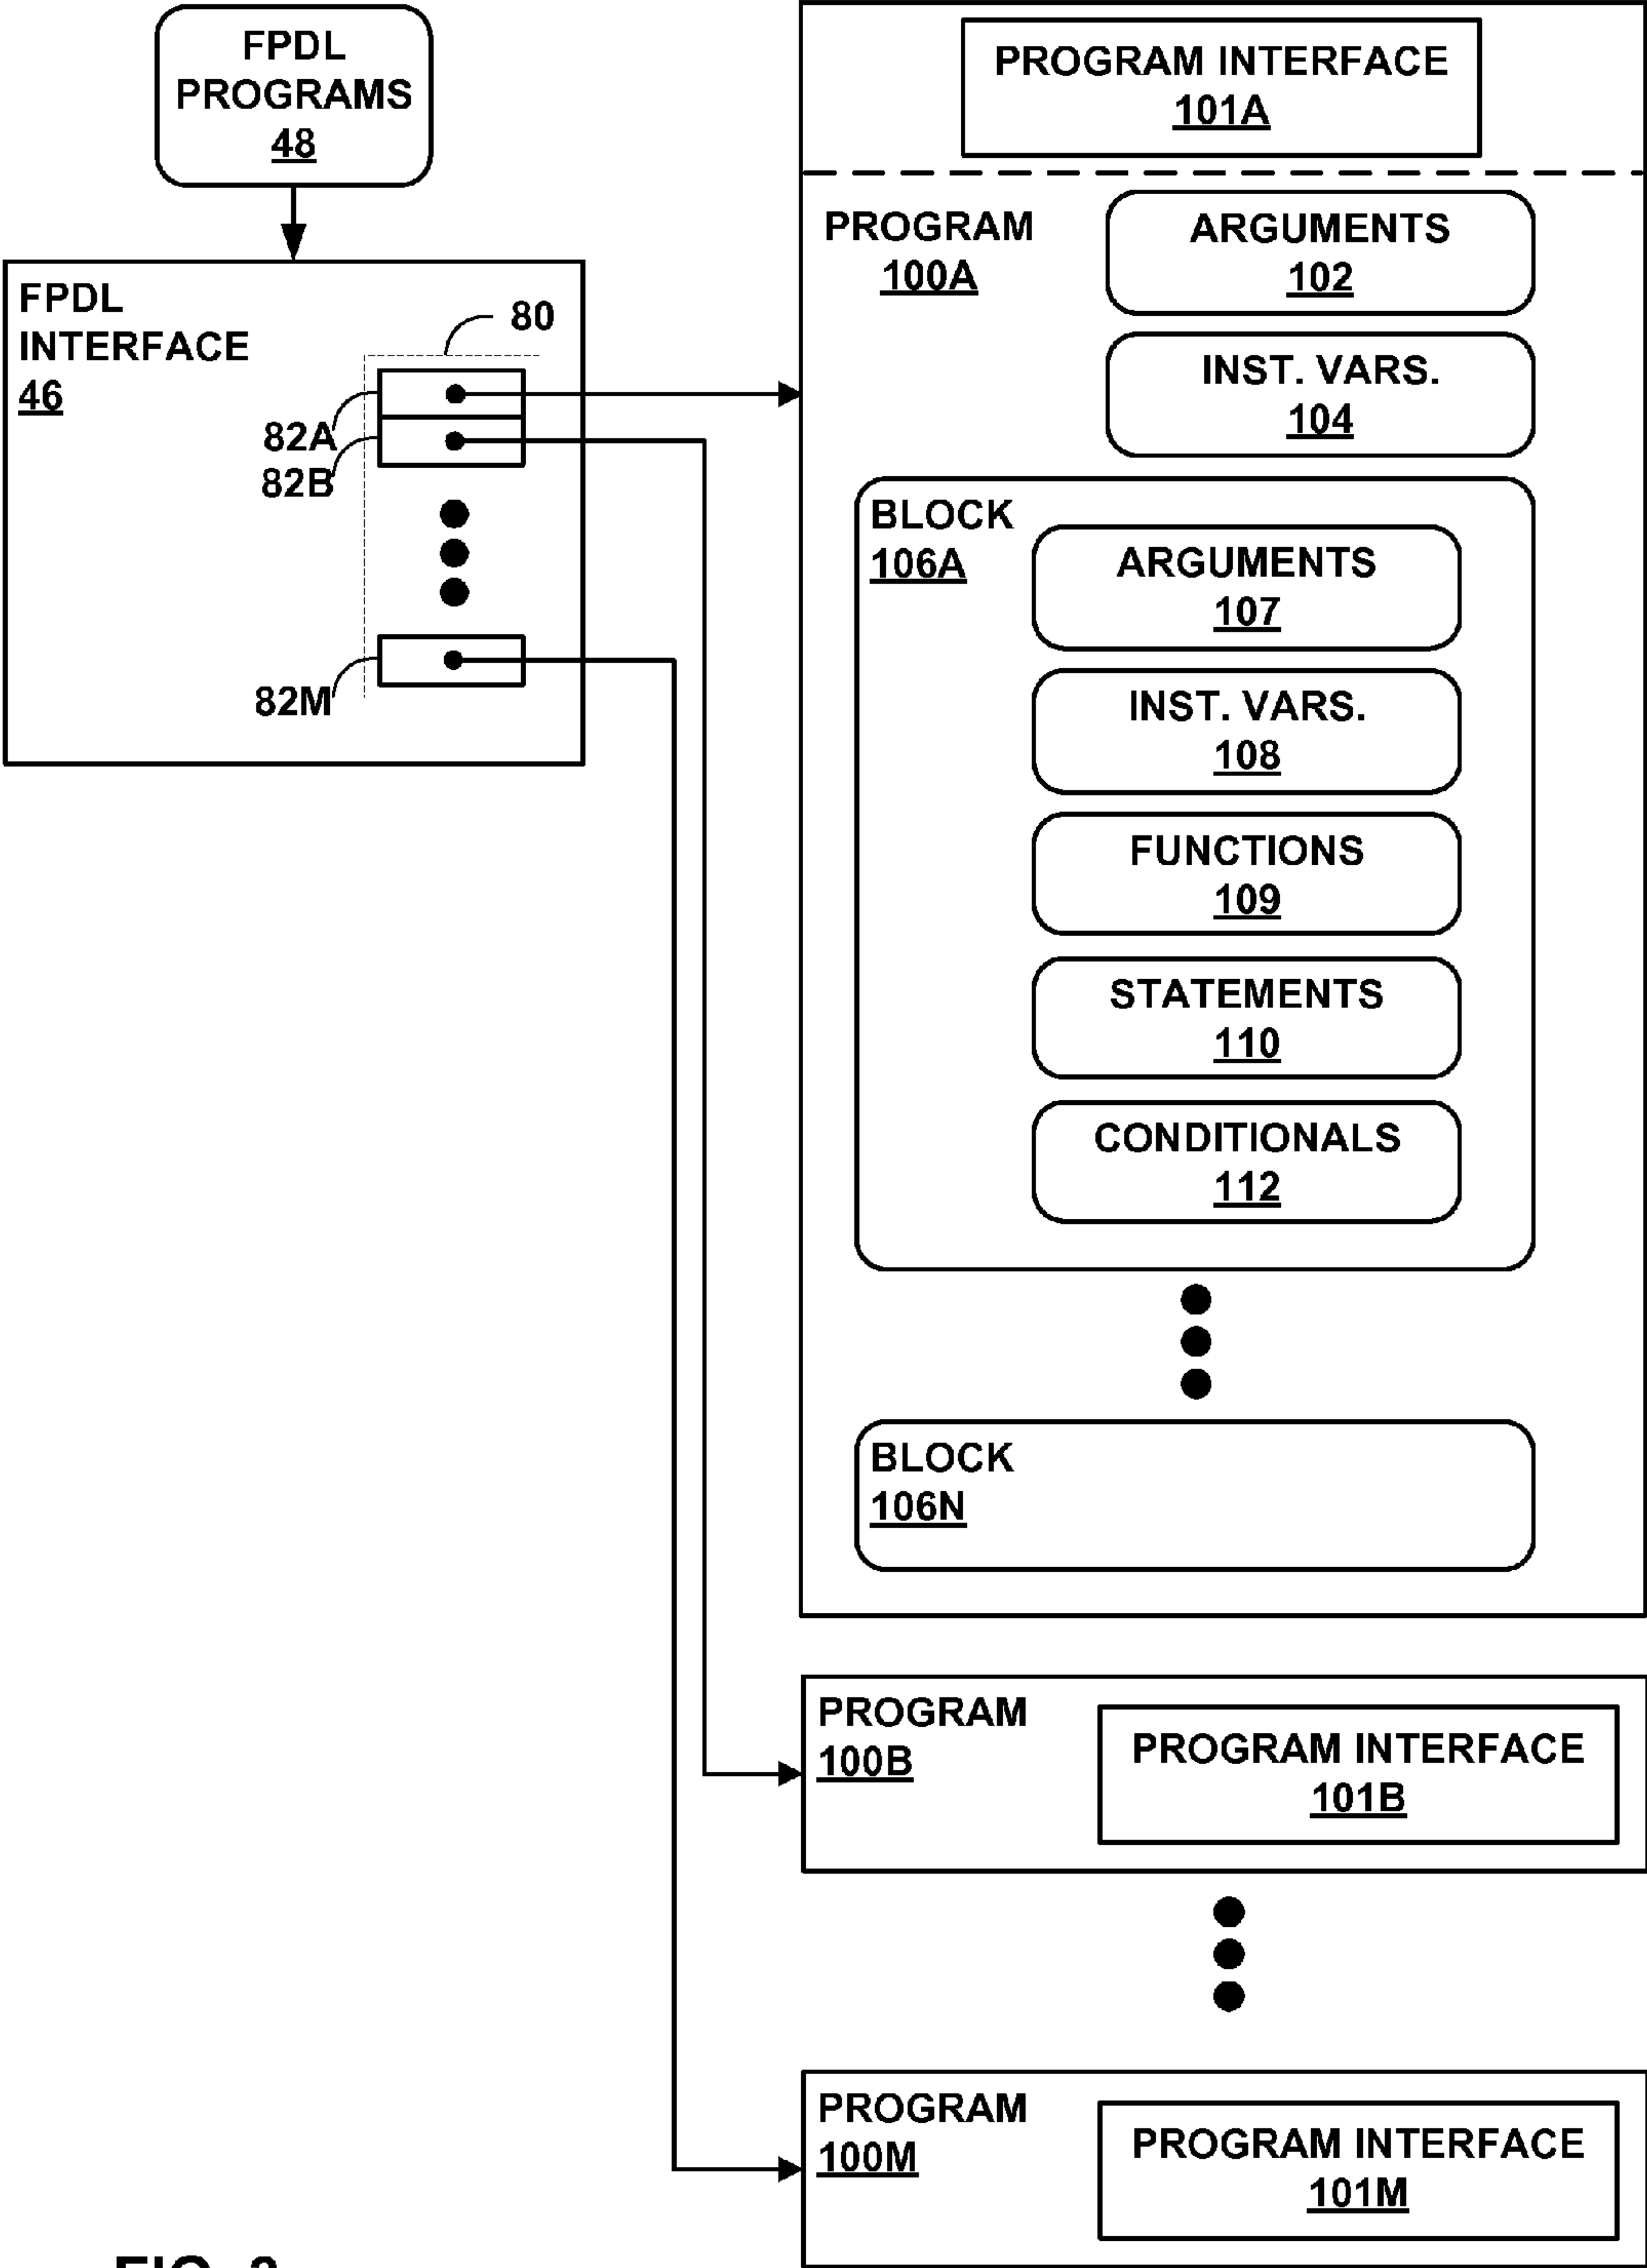 FPDL
PROGRAMS
48
FPDL
INTERFACE
46
80
82A
82B
82M
PROGRAM INTERFACE
101A
PROGRAM
100A
ARGUMENTS
102
INST. VARS.
104
BLOCK
106A
ARGUMENTS
107
INST. VARS.
108
FUNCTIONS
109
STATEMENTS
110
CONDITIONALS
112
BLOCK
106N
PROGRAM
100B
PROGRAM INTERFACE
101B
PROGRAM
100M
PROGRAM INTERFACE
101M
FIG.